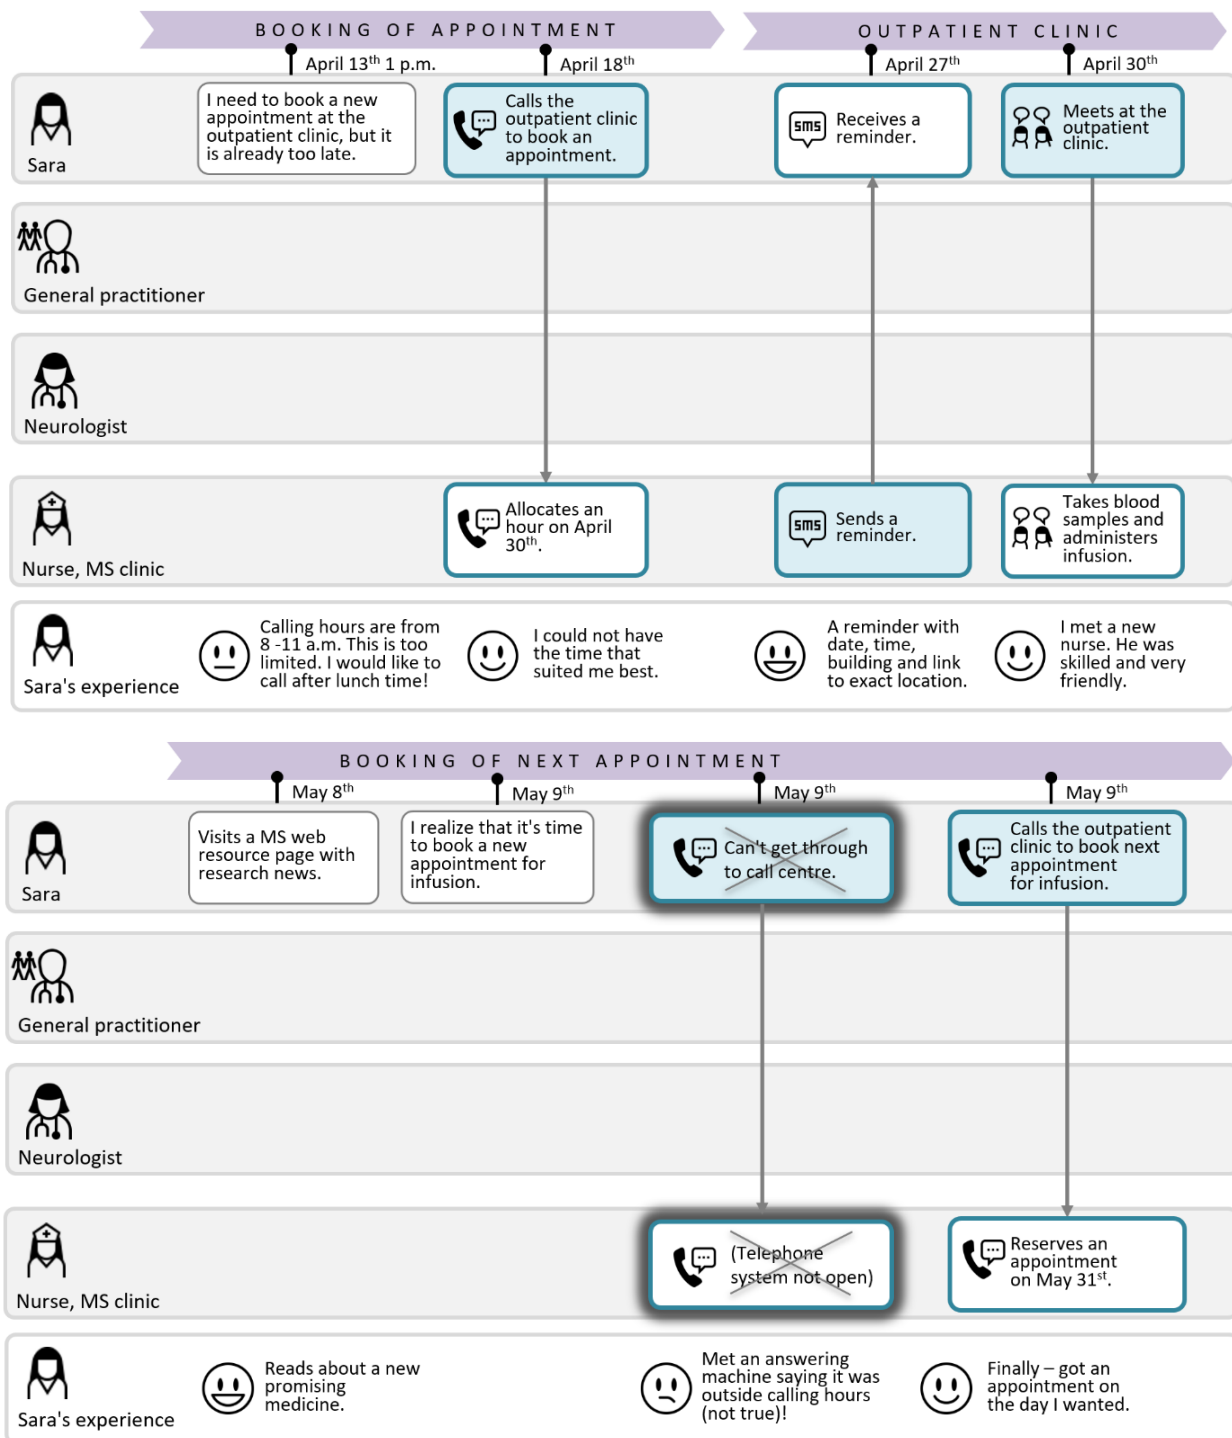 BOOKING OF APPOINTMENT
OUTPATIENT CLINIC
April 13th 1 p.m.
April 18th
April 27th
April 30th
I need to book a new
appointment at the
outpatient clinic, but it
is already too late.
Calls the
outpatient clinic
to book an
appointment.
sms
Receives a
reminder.
Meets at the
outpatient
clinic.
Sara
General practitioner
Neurologist
Allocates an
hour on April
30th.
sms
Sends a
reminder.
Takes blood
samples and
administers
infusion.
Nurse, MS clinic
Calling hours are from
8 -11 a.m. This is too
limited. I would like to
call after lunch time!
I could not have
the time that
suited me best.
A reminder with
date, time,
building and link
to exact location.
I met a new
nurse. He was
skilled and very
friendly.
Sara's experience
BOOKING OF NEXT APPOINTMENT
May 8th
May 9th
May 9th
May 9th
Visits a MS web
resource page with
research news.
I realize that it's time
to book a new
appointment for
infusion.
Can't get through
to call centre.
Calls the outpatient
clinic to book next
appointment
for infusion.
Sara
General practitioner
Neurologist
(Telephone
system not open)
Reserves an
appointment
on May 31st.
Nurse, MS clinic
Reads about a new
promising
medicine.
Met an answering
machine saying it was
outside calling hours
(not true)!
Finally – got an
appointment on
the day I wanted.
Sara's experience